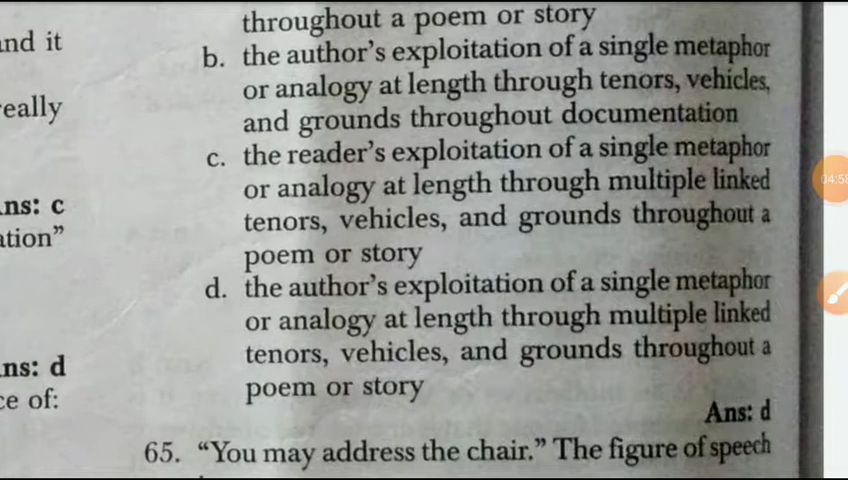 throughout a poem or story
and it
b. the author's exploitation of a single metaphor
or analogy at length through tenors, vehicles,
and grounds throughout documentation
eally
c. the reader's exploitation of a single metaphor
or analogy at length through multiple linked
tenors, vehicles, and grounds throughout a
poem or story
ns: c
ation”
d. the author's exploitation of a single metaphor
or analogy at length through multiple linked
tenors, vehicles, and grounds throughout a
poem or story
ns: d
ce of:
Ans: d
65. “You may address the chair.” The figure of speech
04:58